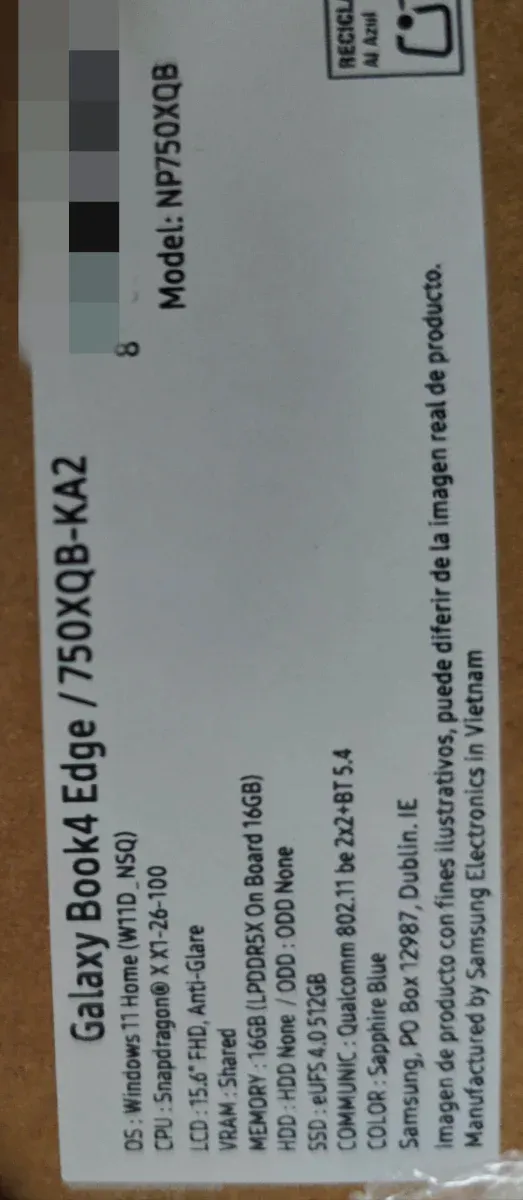 Galaxy Book4 Edge / 750XQB-KA2
8
Model: NP750XQB
OS : Windows 11 Home (W11D_NSQ)
CPU : Snapdragon® X X1-26-100
LCD : 15.6" FHD, Anti-Glare
VRAM : Shared
MEMORY : 16GB (LPDDR5X On Board 16GB)
HDD : HDD None / ODD : ODD None
SSD : eUFS 4.0 512GB
COMMUNIC : Qualcomm 802.11 be 2x2+BT 5.4
COLOR : Sapphire Blue
Samsung, PO Box 12987, Dublin. IE
Imagen de producto con fines ilustrativos, puede diferir de la imagen real de producto.
Manufactured by Samsung Electronics in Vietnam
Al Azul